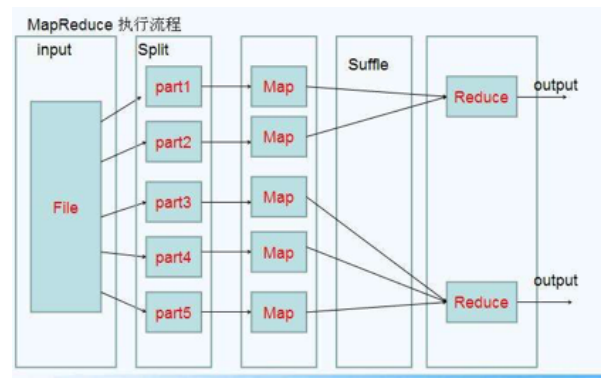 MapReduce 执行流程
input
Split
Suffle
File
part1
part2
part3
part4
part5
Map
Map
Map
Map
Map
Reduce
output
Reduce
output